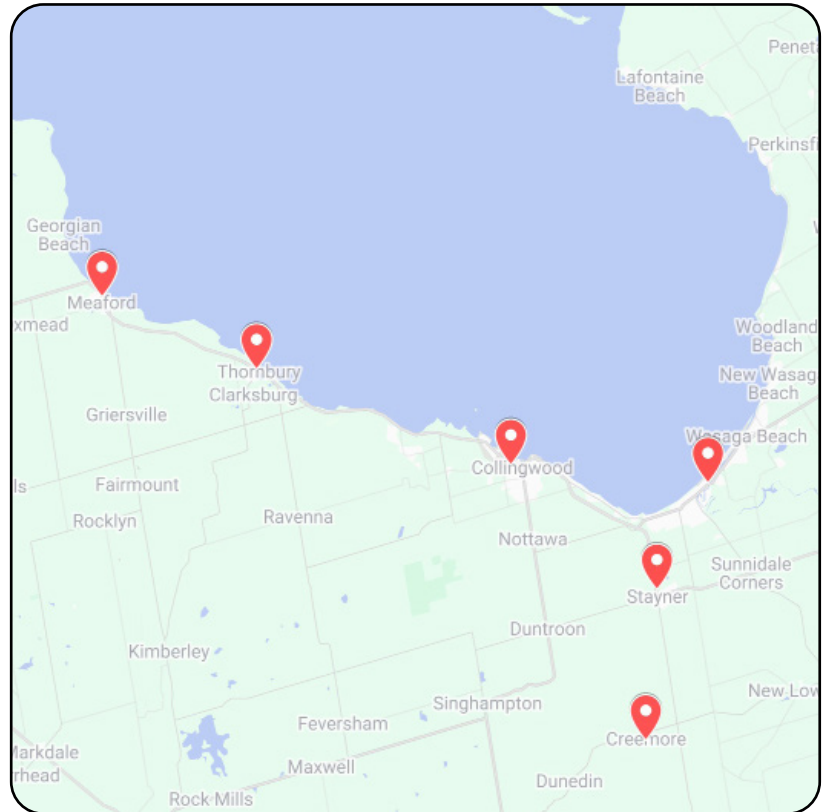 Peneta
Lafontaine
Beach
Perkinsfi
Georgian
Beach
Meaford
xmead
Woodland
Beach
Thornbury
Clarksburg
New Wasag
Beach
Griersville
Wasaga Beach
Collingwood
ls
Fairmount
Rocklyn
Ravenna
Nottawa
Sunnidale
Corners
Stayner
Duntroon
Kimberley
New Low
Singhampton
Feversham
Creemore
Markdale
rhead
Maxwell
Dunedin
Rock Mills